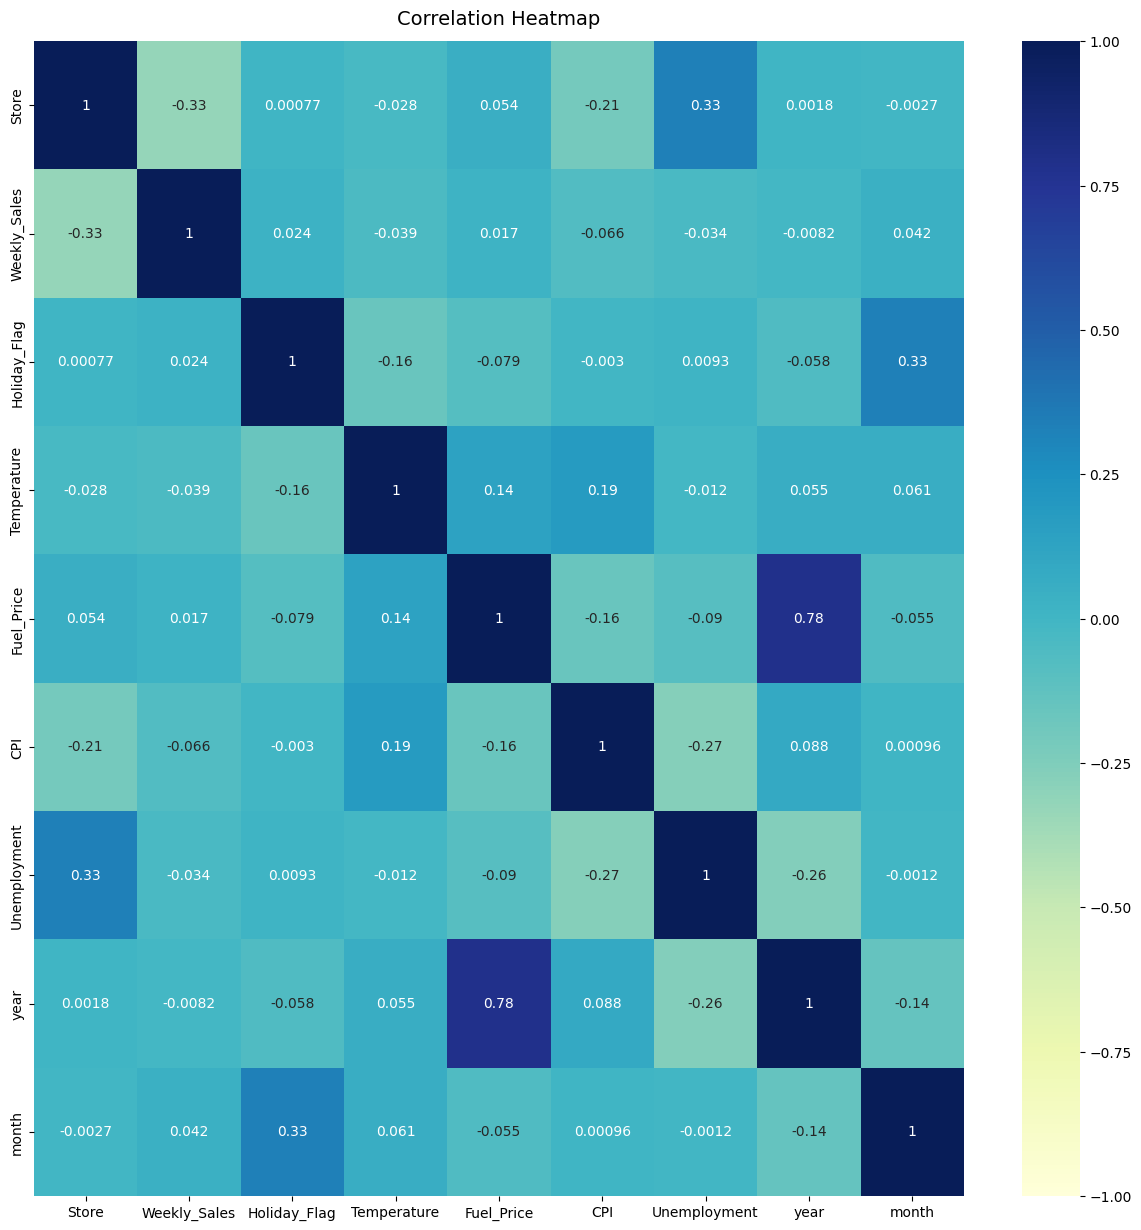 Correlation Heatmap
Store 1 -0.33 0.00077 -0.028 0.054 -0.21 0.33 0.0018 -0.0027
Weekly_Sales -0.33 1 0.024 -0.039 0.017 -0.066 -0.034 -0.0082 0.042
Holiday_Flag 0.00077 0.024 1 -0.16 -0.079 -0.003 0.0093 -0.058 0.33
Temperature -0.028 -0.039 -0.16 1 0.14 0.19 -0.012 0.055 0.061
Fuel_Price 0.054 0.017 -0.079 0.14 1 -0.16 -0.09 0.78 -0.055
CPI -0.21 -0.066 -0.003 0.19 -0.16 1 -0.27 0.088 0.00096
Unemployment 0.33 -0.034 0.0093 -0.012 -0.09 -0.27 1 -0.26 -0.0012
year 0.0018 -0.0082 -0.058 0.055 0.78 0.088 -0.26 1 -0.14
month -0.0027 0.042 0.33 0.061 -0.055 0.00096 -0.0012 -0.14 1
Store Weekly_Sales Holiday_Flag Temperature Fuel_Price CPI Unemployment year month
1.00
0.75
0.50
0.25
0.00
−0.25
−0.50
−0.75
−1.00